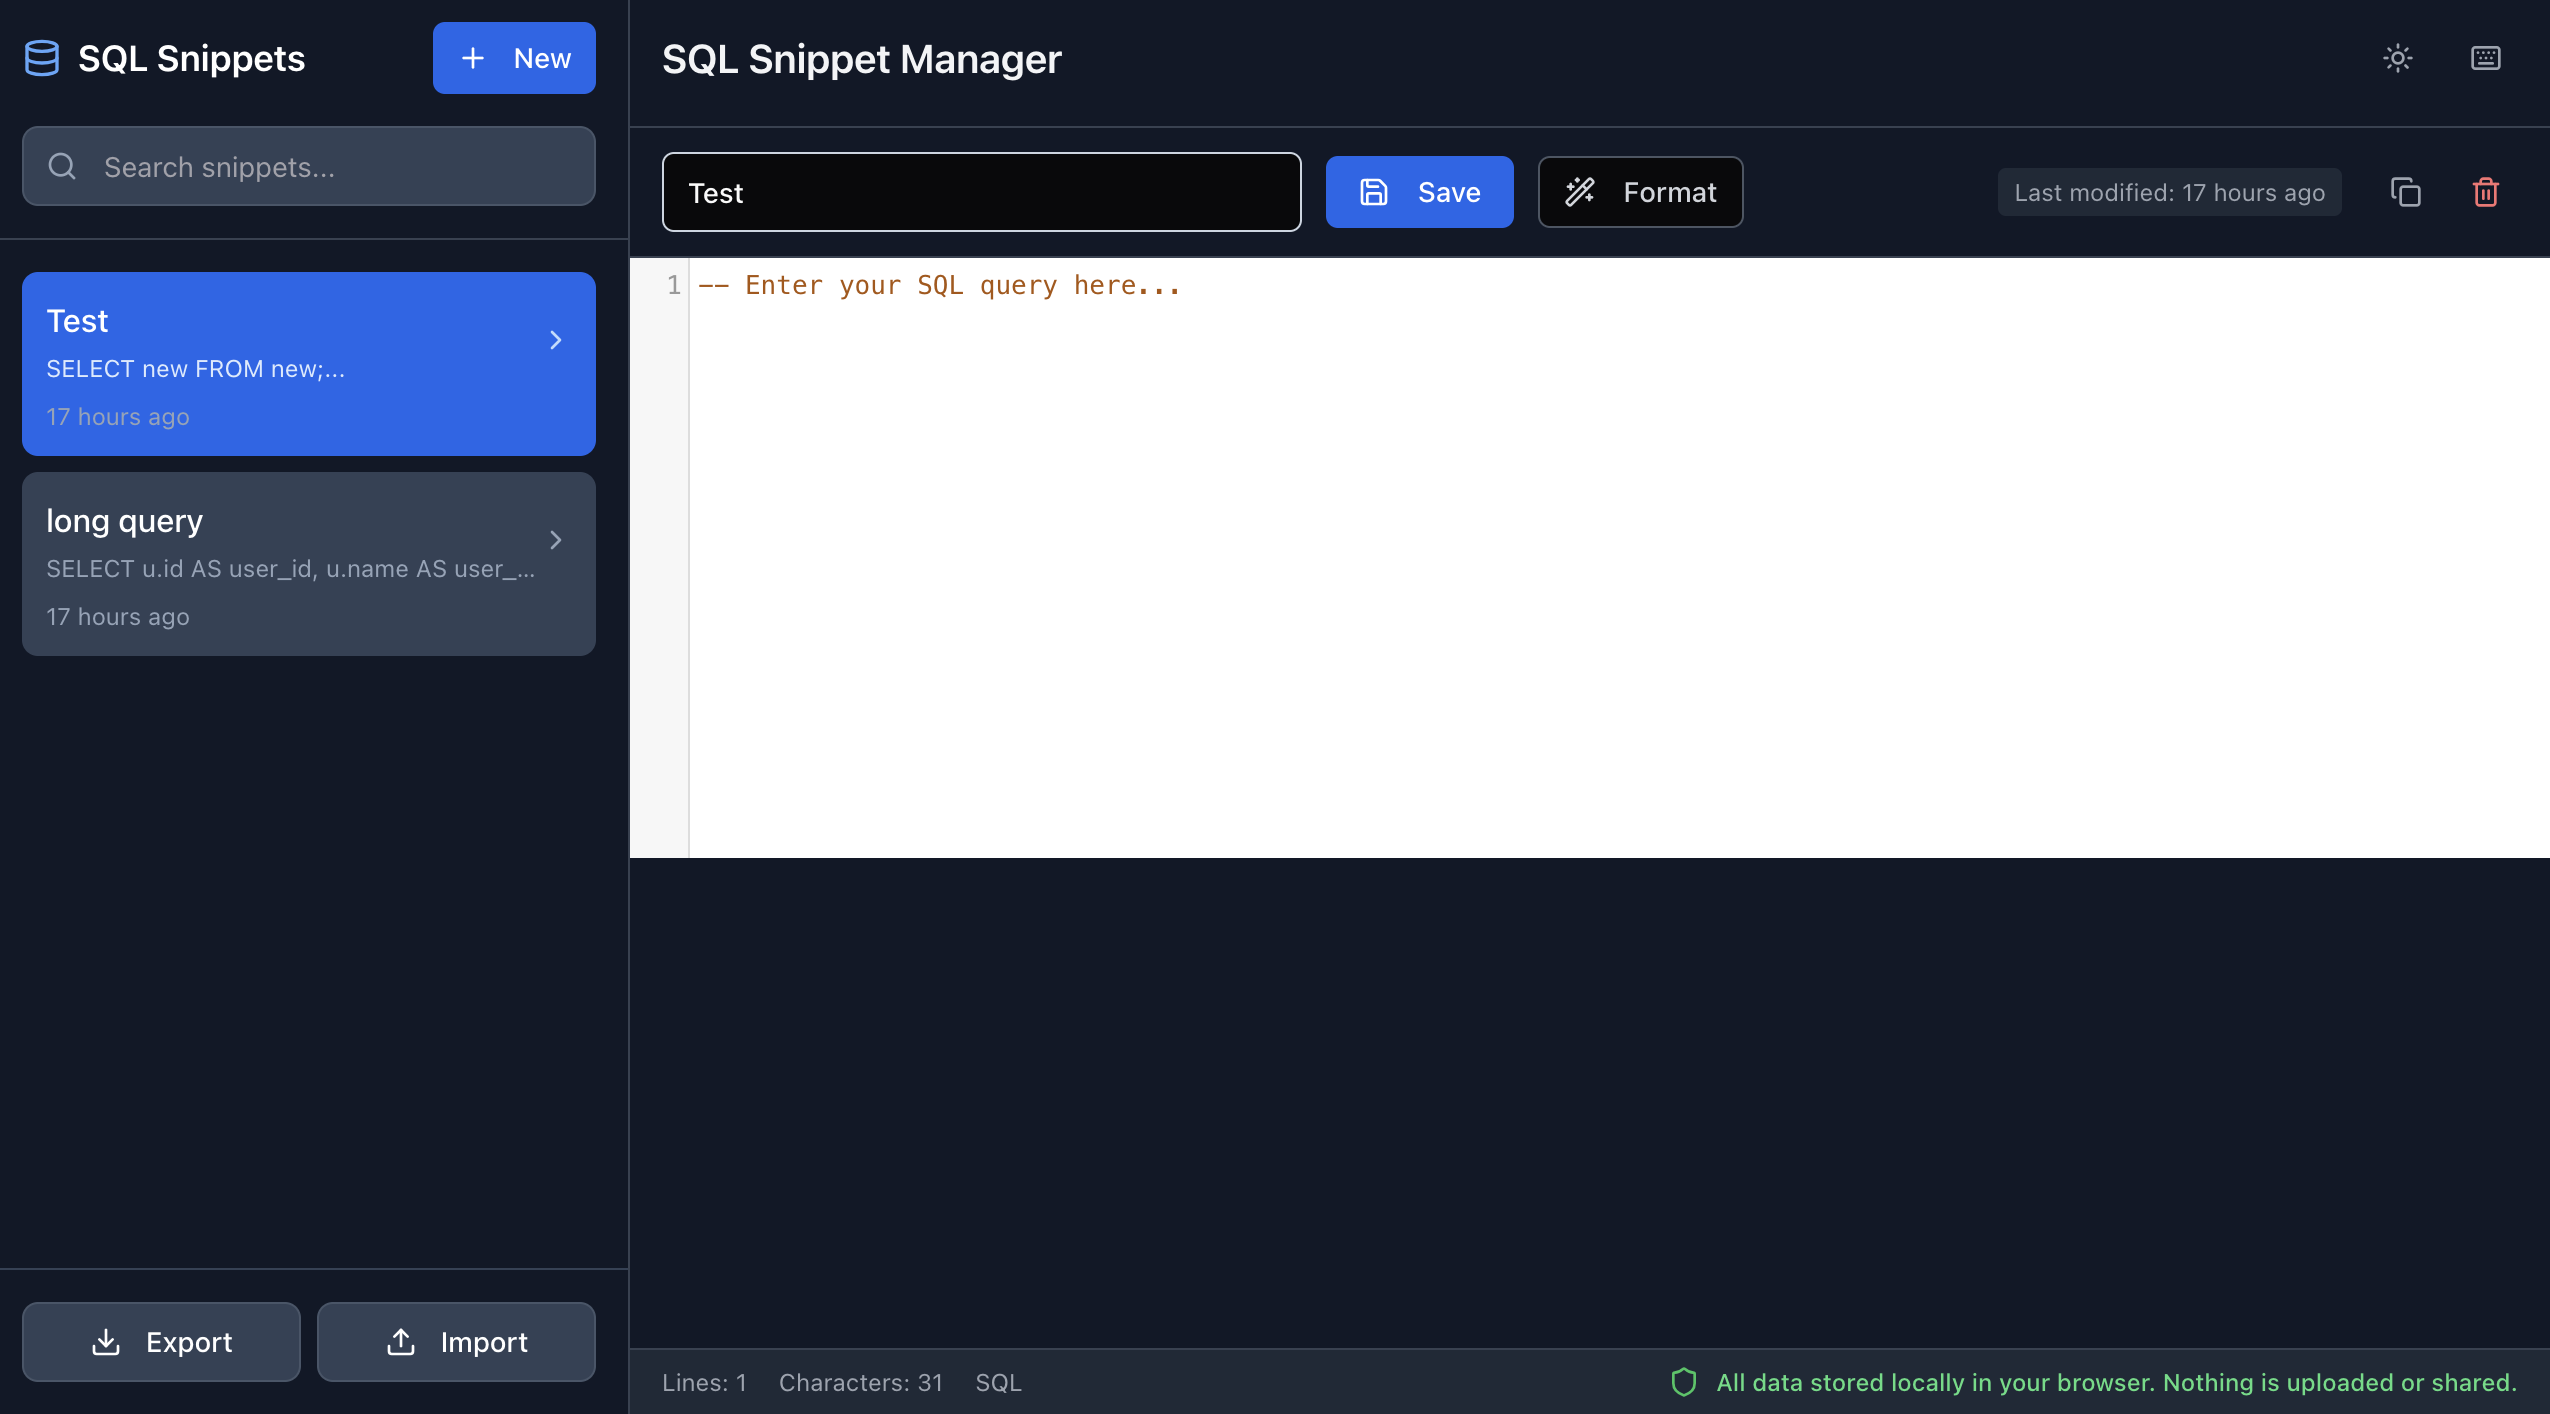 SQL Snippets
New
Search snippets...
Test
SELECT new FROM new;...
17 hours ago
long query
SELECT u.id AS user_id, u.name AS user_...
17 hours ago
Export
Import
SQL Snippet Manager
Test
Save
Format
Last modified: 17 hours ago
1 -- Enter your SQL query here...
Lines: 1 Characters: 31 SQL
All data stored locally in your browser. Nothing is uploaded or shared.